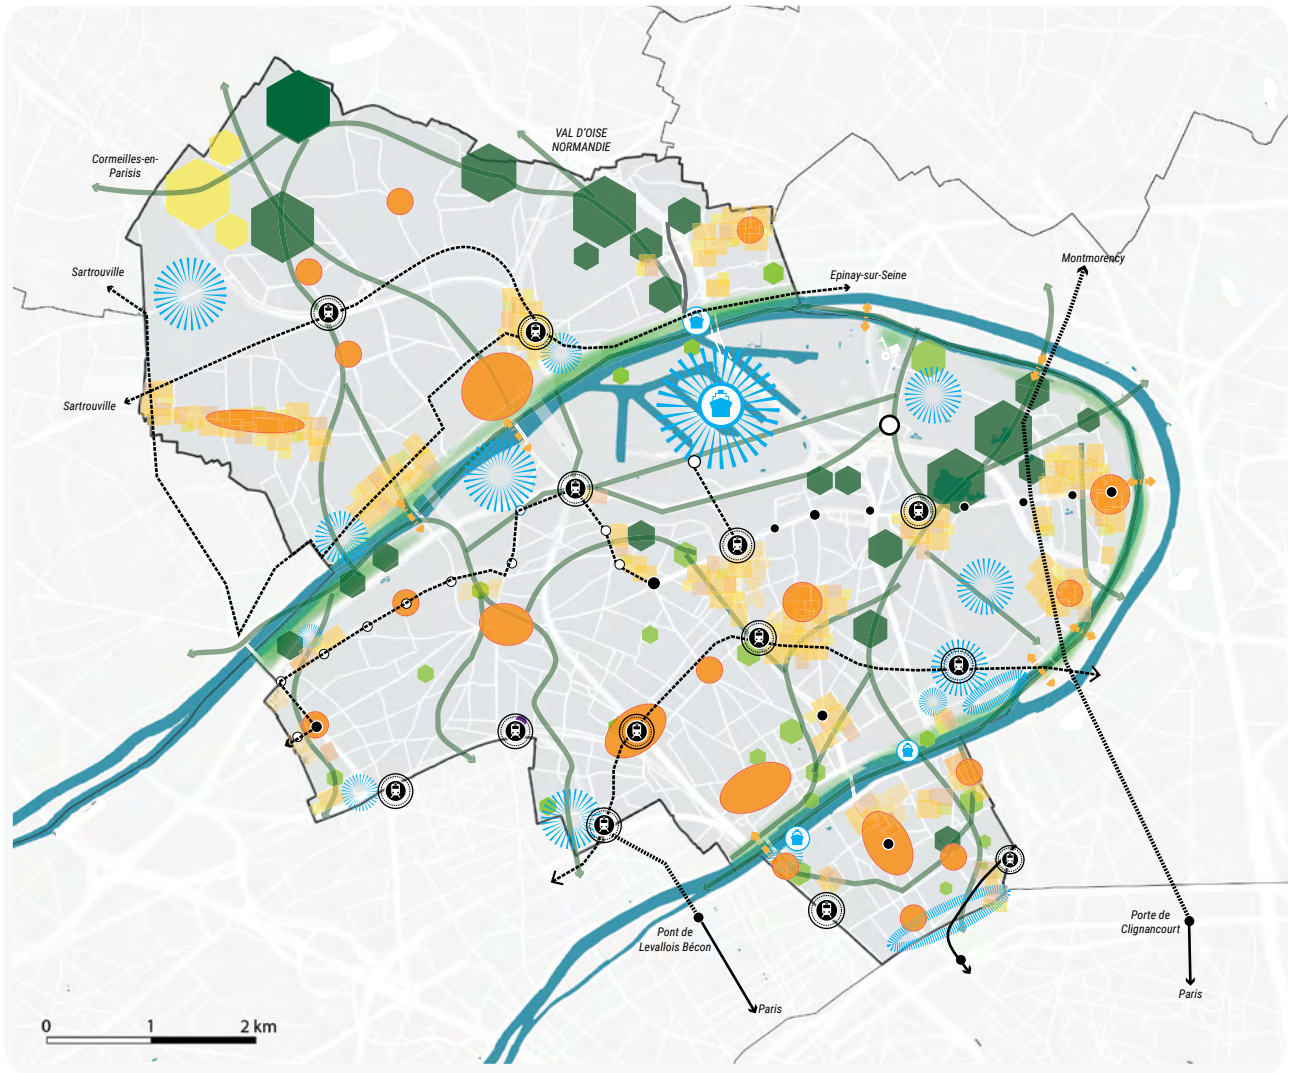 VAL D'OISE
NORMANDIE
Cormeilles-en-
Parisis
Sartrouville
Montmorency
Epinay-sur-Seine
Sartrouville
Porte de
Clignancourt
Pont de
Levallois Bécon
Paris
Paris
0 1 2 km